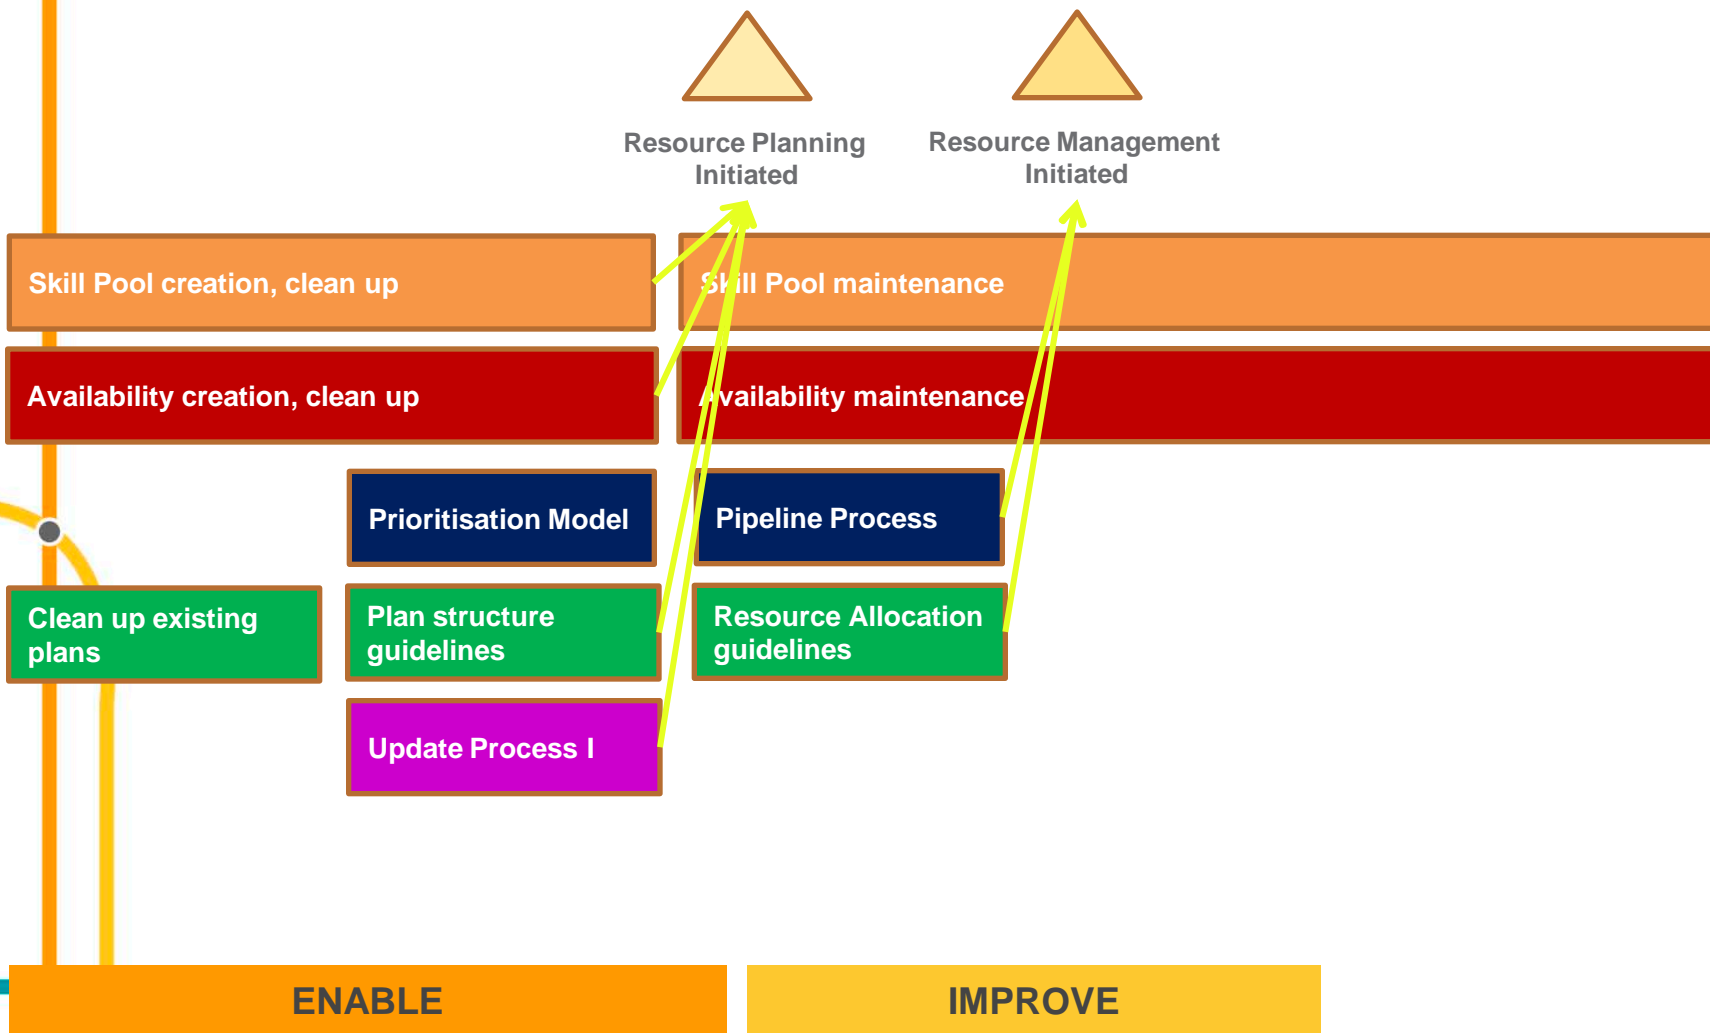 Resource Planning
Initiated
Resource Management
Initiated
Skill Pool creation, clean up
Skill Pool maintenance
Availability creation, clean up
Availability maintenance
Prioritisation Model
Pipeline Process
Clean up existing
plans
Plan structure
guidelines
Resource Allocation
guidelines
Update Process I
ENABLE
IMPROVE